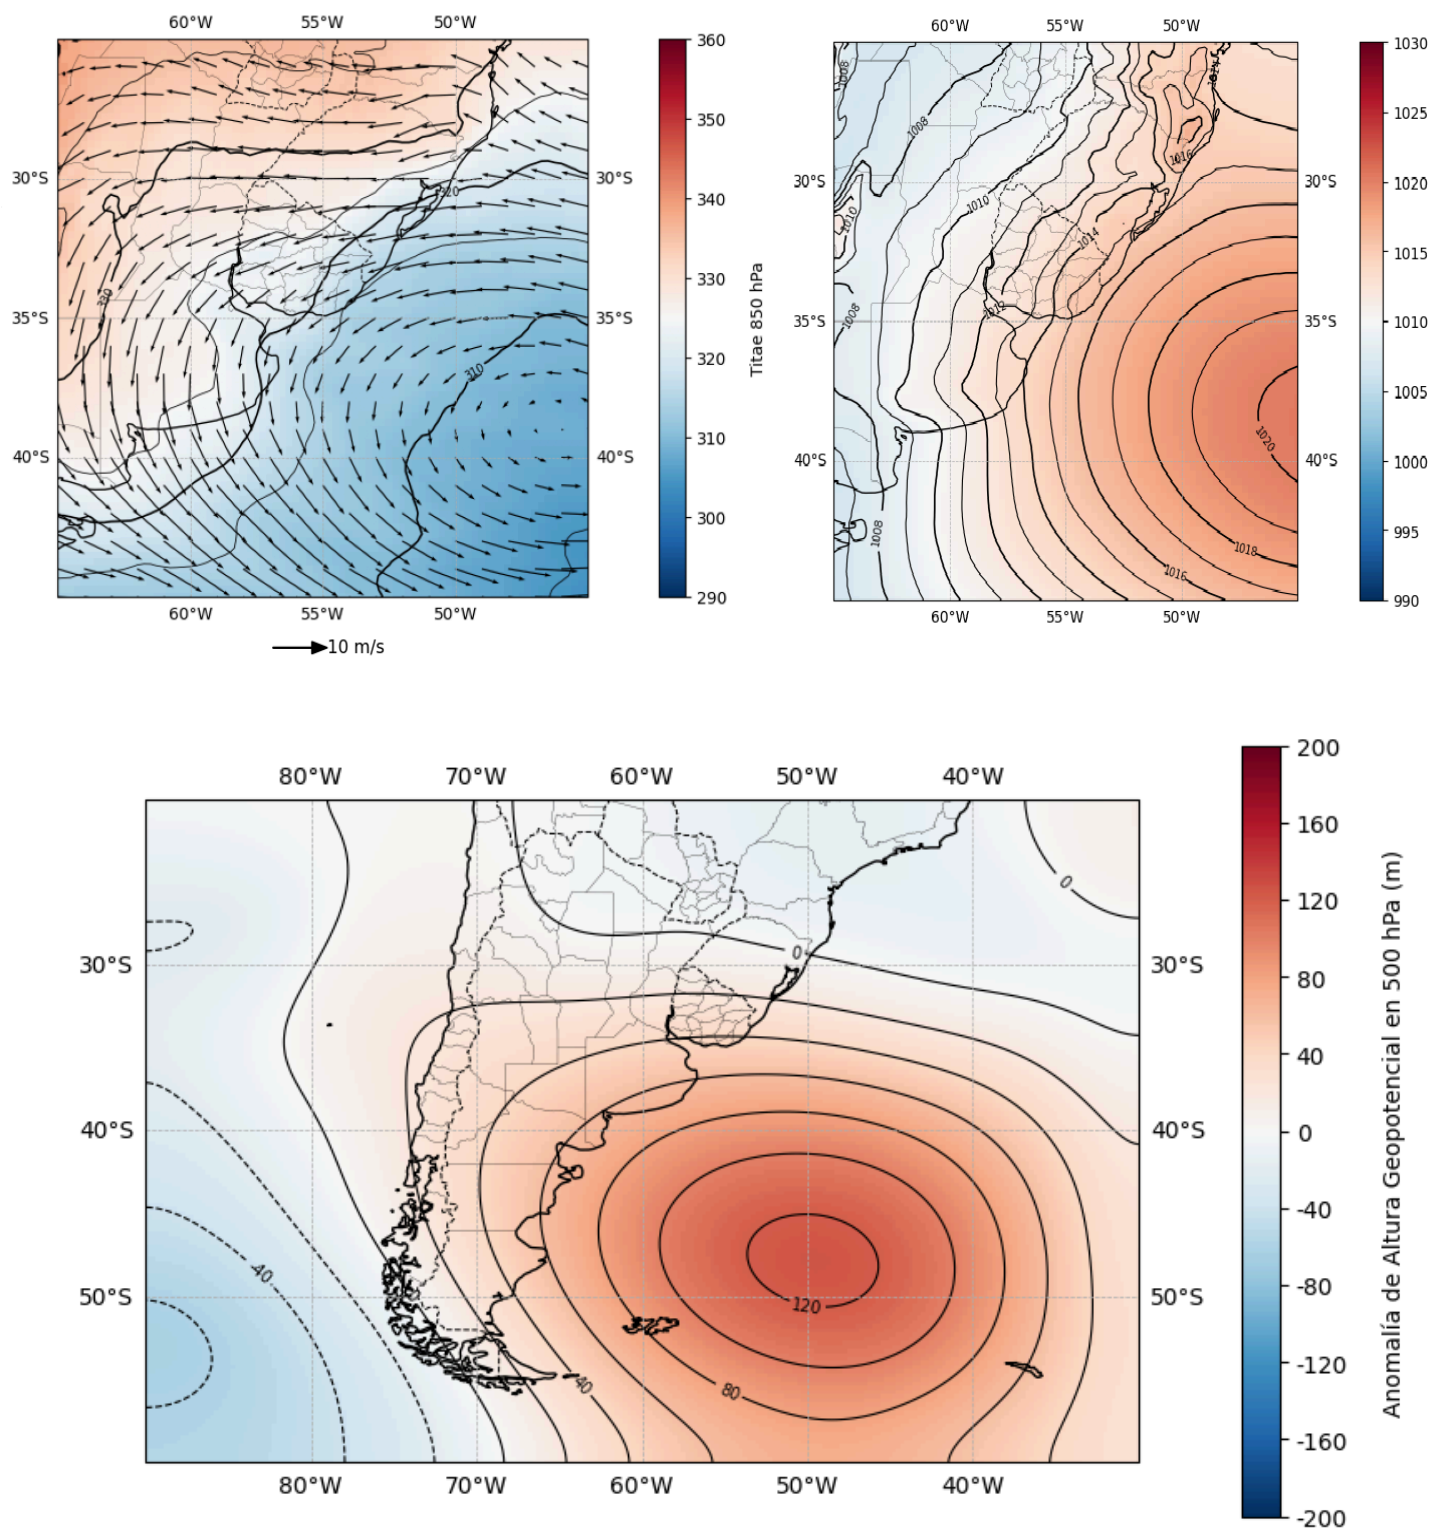 60°W 55°W 50°W
30°S 30°S
35°S 35°S
40°S 40°S
60°W 55°W 50°W
320
330
310
10 m/s
360
350
340
330
320
310
300
290
Titae 850 hPa
60°W 55°W 50°W
30°S 30°S
35°S 35°S
40°S 40°S
60°W 55°W 50°W
1008
1008
1014
1016
1010
1010
1014
1012
1008
1020
1008
1018
1016
1030
1025
1020
1015
1010
1005
1000
995
990
80°W 70°W 60°W 50°W 40°W
30°S 30°S
40°S 40°S
50°S 50°S
80°W 70°W 60°W 50°W 40°W
0
0
-40
120
40
80
200
160
120
80
40
0
-40
-80
-120
-160
-200
Anomalía de Altura Geopotencial en 500 hPa (m)